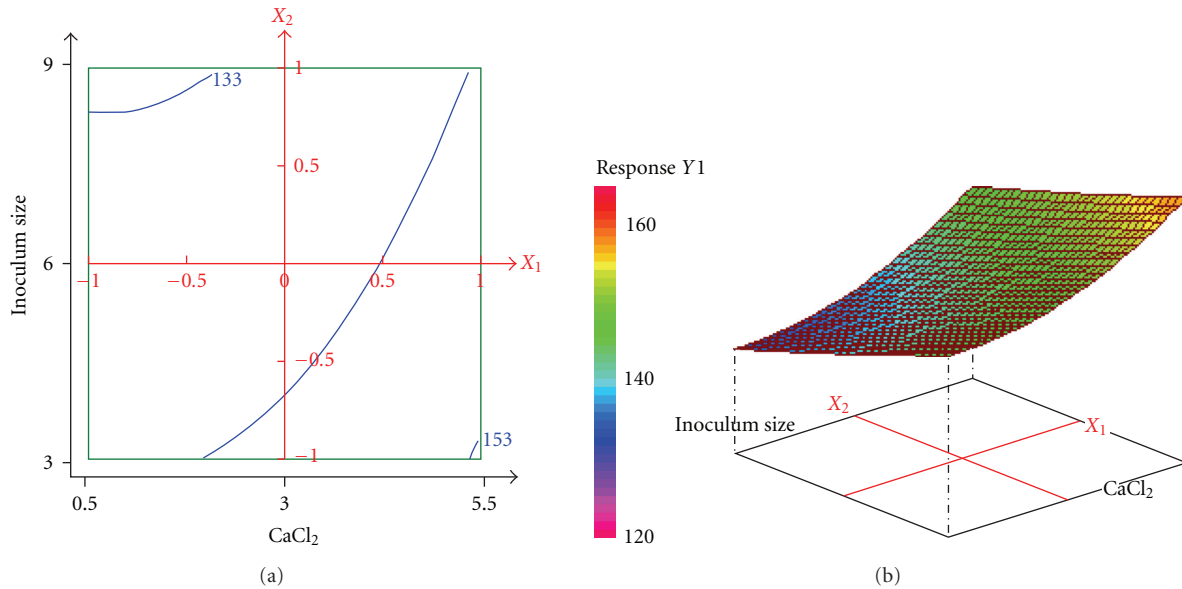 X₂
9
133
1
0.5
Inoculum size
6
X₁
−1
−0.5
0
0.5
1
−0.5
3
−1
153
0.5
3
5.5
CaCl₂
(a)
Response Y1
160
140
120
X₂
Inoculum size
X₁
CaCl₂
(b)